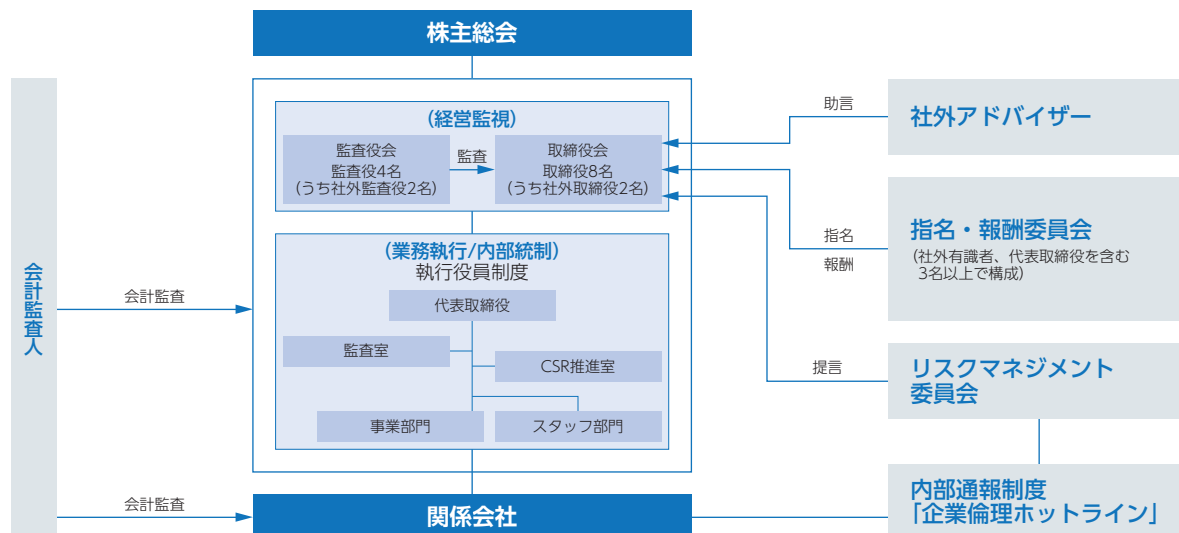 株主総会
(経営監視)
監査役会
監査役4名
(うち社外監査役2名)
監査
取締役会
取締役8名
(うち社外取締役2名)
(業務執行/内部統制)
執行役員制度
代表取締役
監査室
CSR推進室
事業部門
スタッフ部門
関係会社
会計監査人
会計監査
会計監査
助言
社外アドバイザー
指名
報酬
指名・報酬委員会
(社外有識者、代表取締役を含む
3名以上で構成)
提言
リスクマネジメント
委員会
内部通報制度
「企業倫理ホットライン」